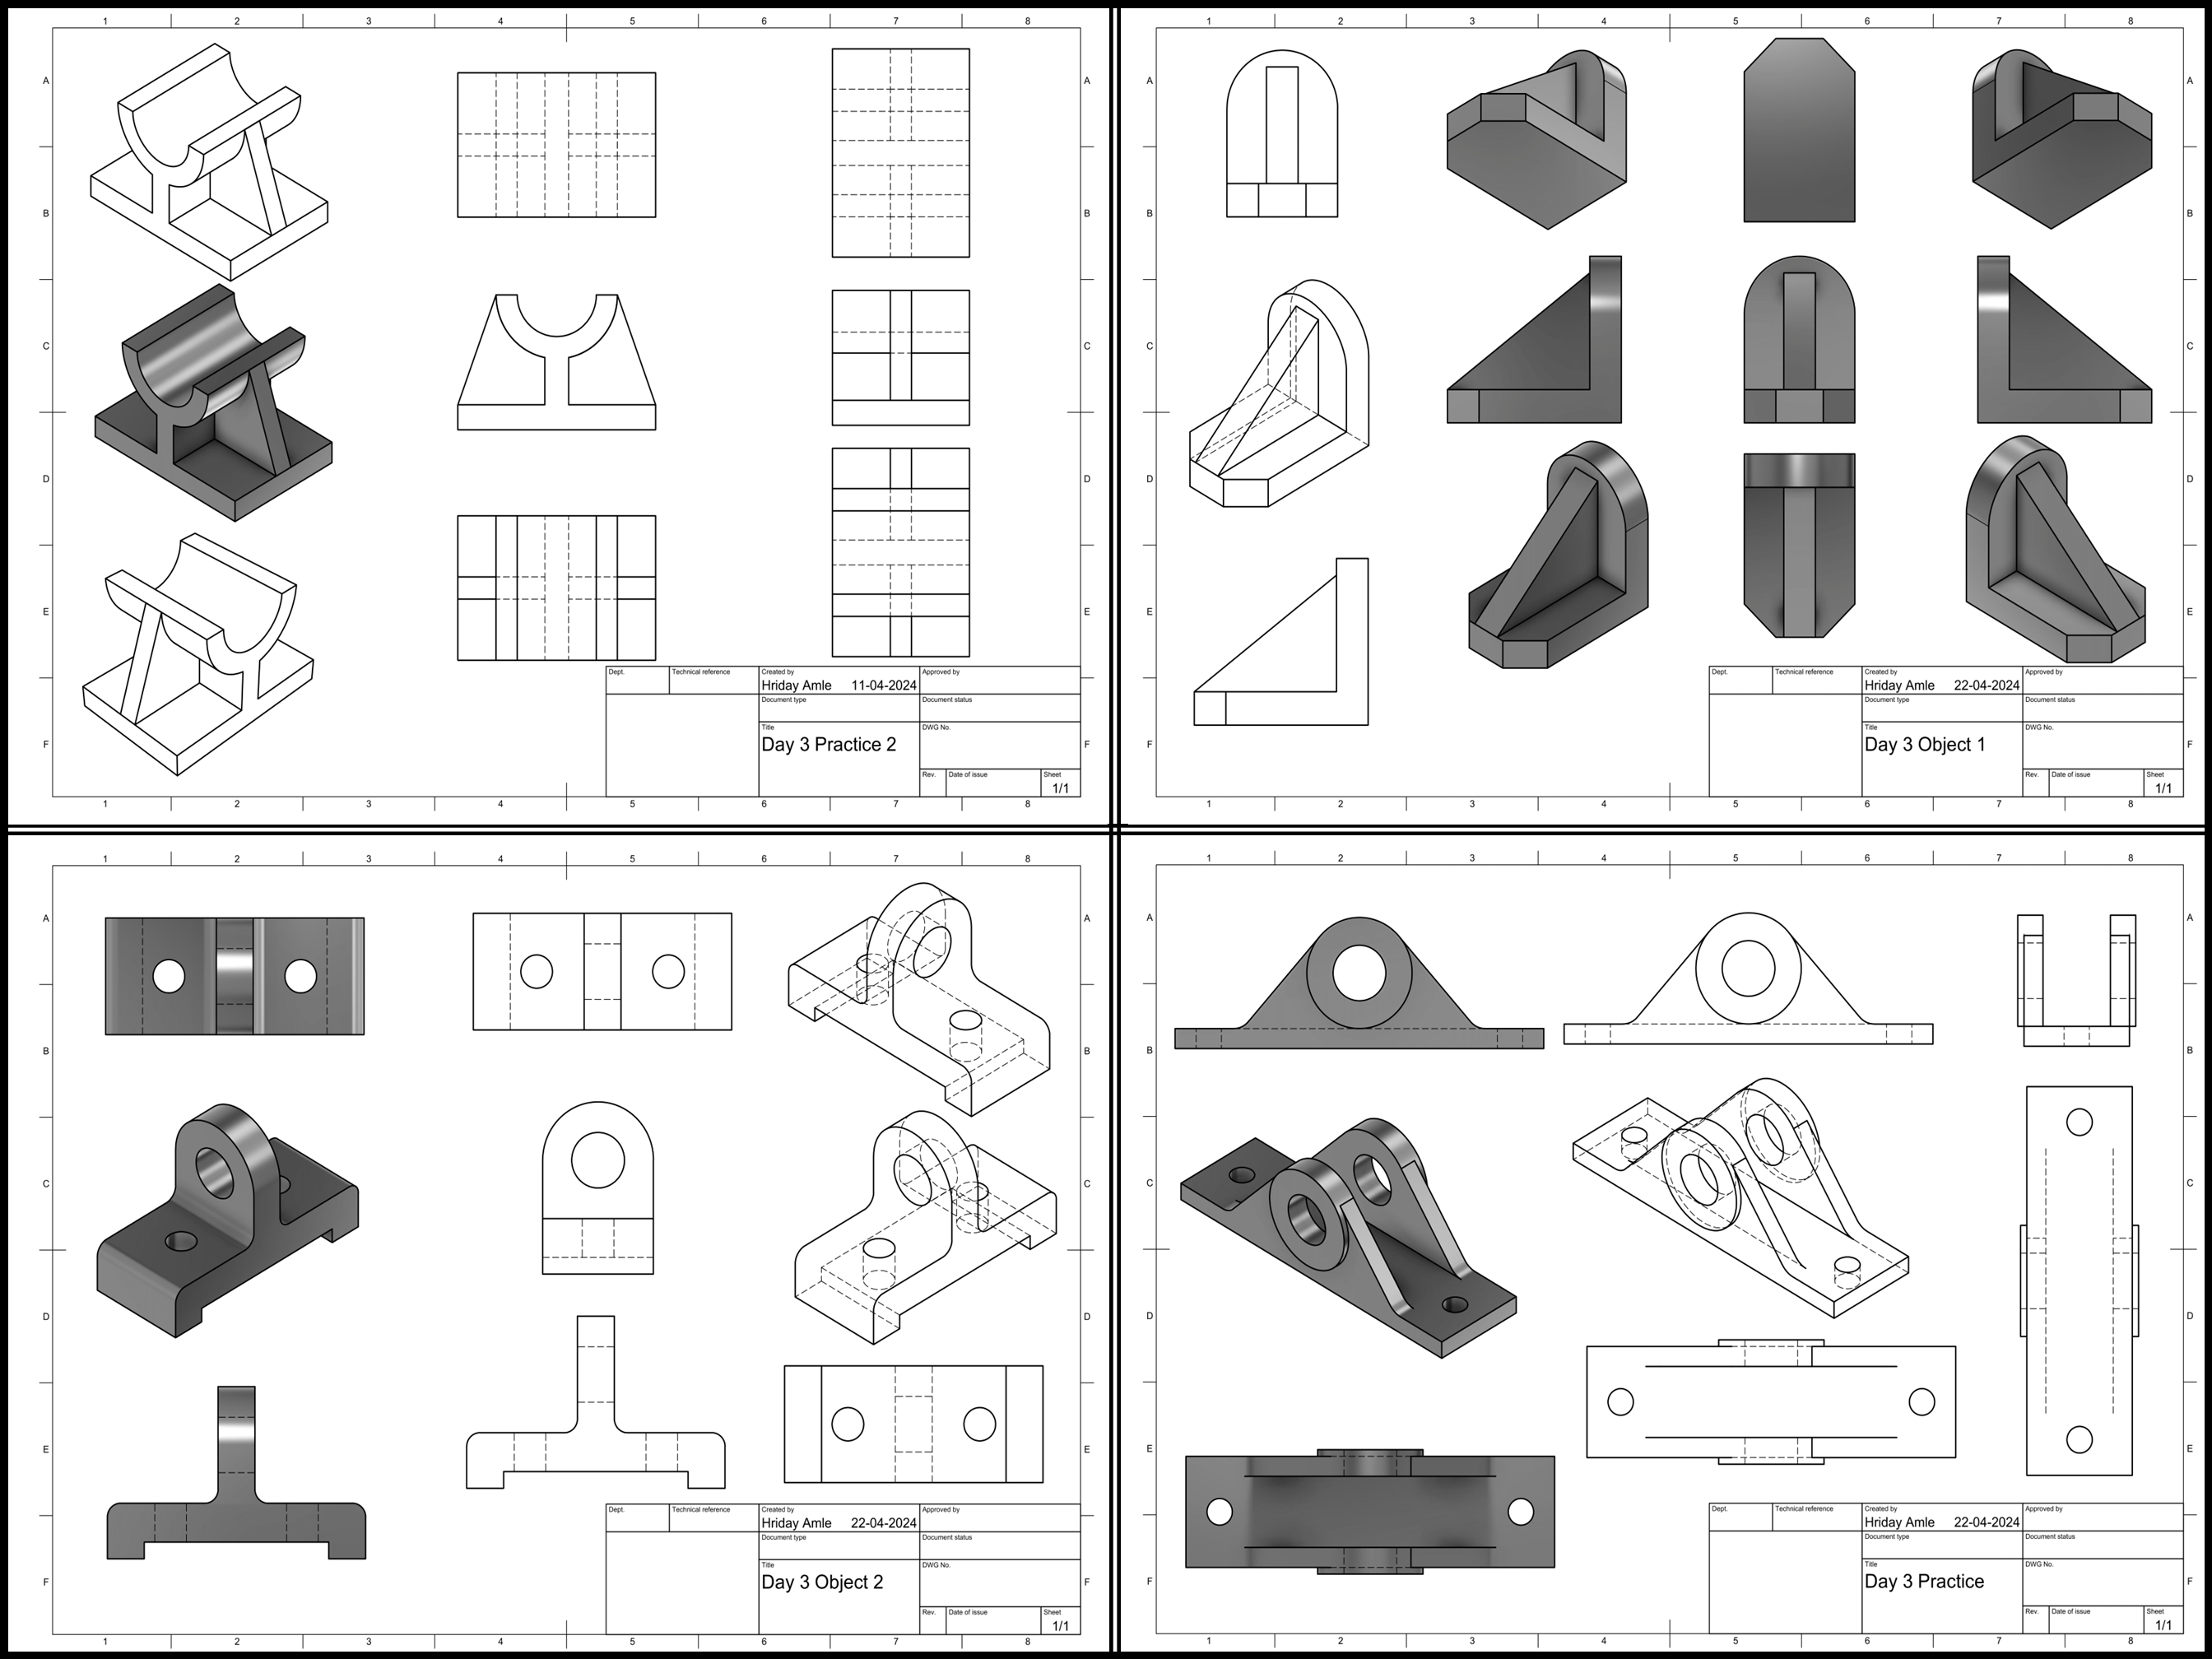 1 2 3 4 5 6 7 8
A A
B B
C C
D D
E E
F F
Dept. Technical reference Created by Approved by
Hriday Amle 11-04-2024
Document type Document status
Title DWG No.
Day 3 Practice 2
Rev. Date of issue Sheet
1/1
1 2 3 4 5 6 7 8
1 2 3 4 5 6 7 8
A A
B B
C C
D D
E E
F F
Dept. Technical reference Created by Approved by
Hriday Amle 22-04-2024
Document type Document status
Title DWG No.
Day 3 Object 1
Rev. Date of issue Sheet
1/1
1 2 3 4 5 6 7 8
1 2 3 4 5 6 7 8
A A
B B
C C
D D
E E
F F
Dept. Technical reference Created by Approved by
Hriday Amle 22-04-2024
Document type Document status
Title DWG No.
Day 3 Object 2
Rev. Date of issue Sheet
1/1
1 2 3 4 5 6 7 8
1 2 3 4 5 6 7 8
A A
B B
C C
D D
E E
F F
Dept. Technical reference Created by Approved by
Hriday Amle 22-04-2024
Document type Document status
Title DWG No.
Day 3 Practice
Rev. Date of issue Sheet
1/1
1 2 3 4 5 6 7 8